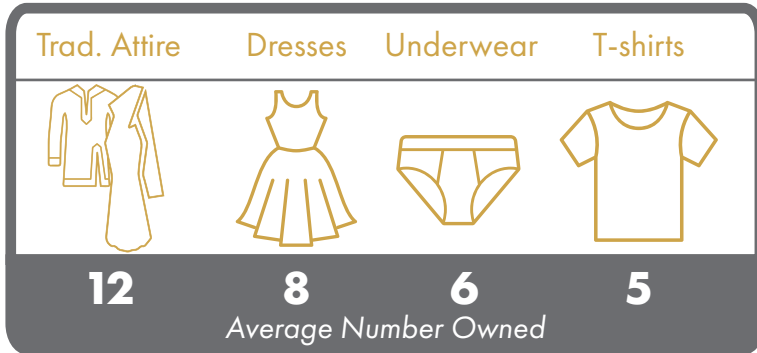 Trad. Attire Dresses Underwear T-shirts
12 8 6 5
Average Number Owned